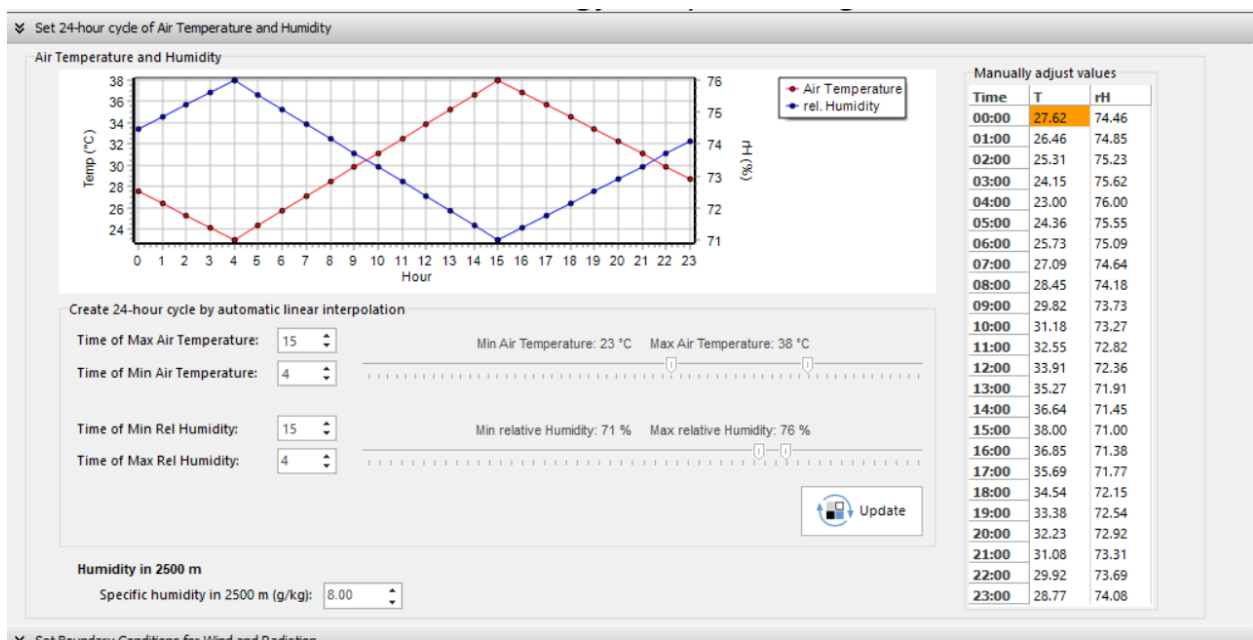 Set 24-hour cycle of Air Temperature and Humidity
Air Temperature and Humidity
38
36
34
32
30
28
26
24
Temp (°C)
76
75
74
73
72
71
rH (%)
0 1 2 3 4 5 6 7 8 9 10 11 12 13 14 15 16 17 18 19 20 21 22 23
Hour
Air Temperature
rel. Humidity
Create 24-hour cycle by automatic linear interpolation
Time of Max Air Temperature: 15
Min Air Temperature: 23 °C Max Air Temperature: 38 °C
Time of Min Air Temperature: 4
Time of Min Rel Humidity: 15
Min relative Humidity: 71 % Max relative Humidity: 76 %
Time of Max Rel Humidity: 4
Update
Humidity in 2500 m
Specific humidity in 2500 m (g/kg): 8.00
Manually adjust values
Time T rH
00:00 27.62 74.46
01:00 26.46 74.85
02:00 25.31 75.23
03:00 24.15 75.62
04:00 23.00 76.00
05:00 24.36 75.55
06:00 25.73 75.09
07:00 27.09 74.64
08:00 28.45 74.18
09:00 29.82 73.73
10:00 31.18 73.27
11:00 32.55 72.82
12:00 33.91 72.36
13:00 35.27 71.91
14:00 36.64 71.45
15:00 38.00 71.00
16:00 36.85 71.38
17:00 35.69 71.77
18:00 34.54 72.15
19:00 33.38 72.54
20:00 32.23 72.92
21:00 31.08 73.31
22:00 29.92 73.69
23:00 28.77 74.08
Set Boundary Conditions for Wind and Radiation